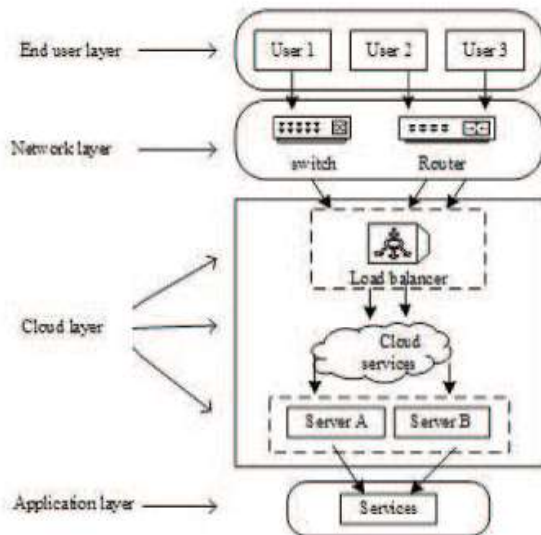 End user layer
User 1
User 2
User 3
Network layer
switch
Router
Load balancer
Cloud layer
Cloud
services
Server A
Server B
Application layer
Services